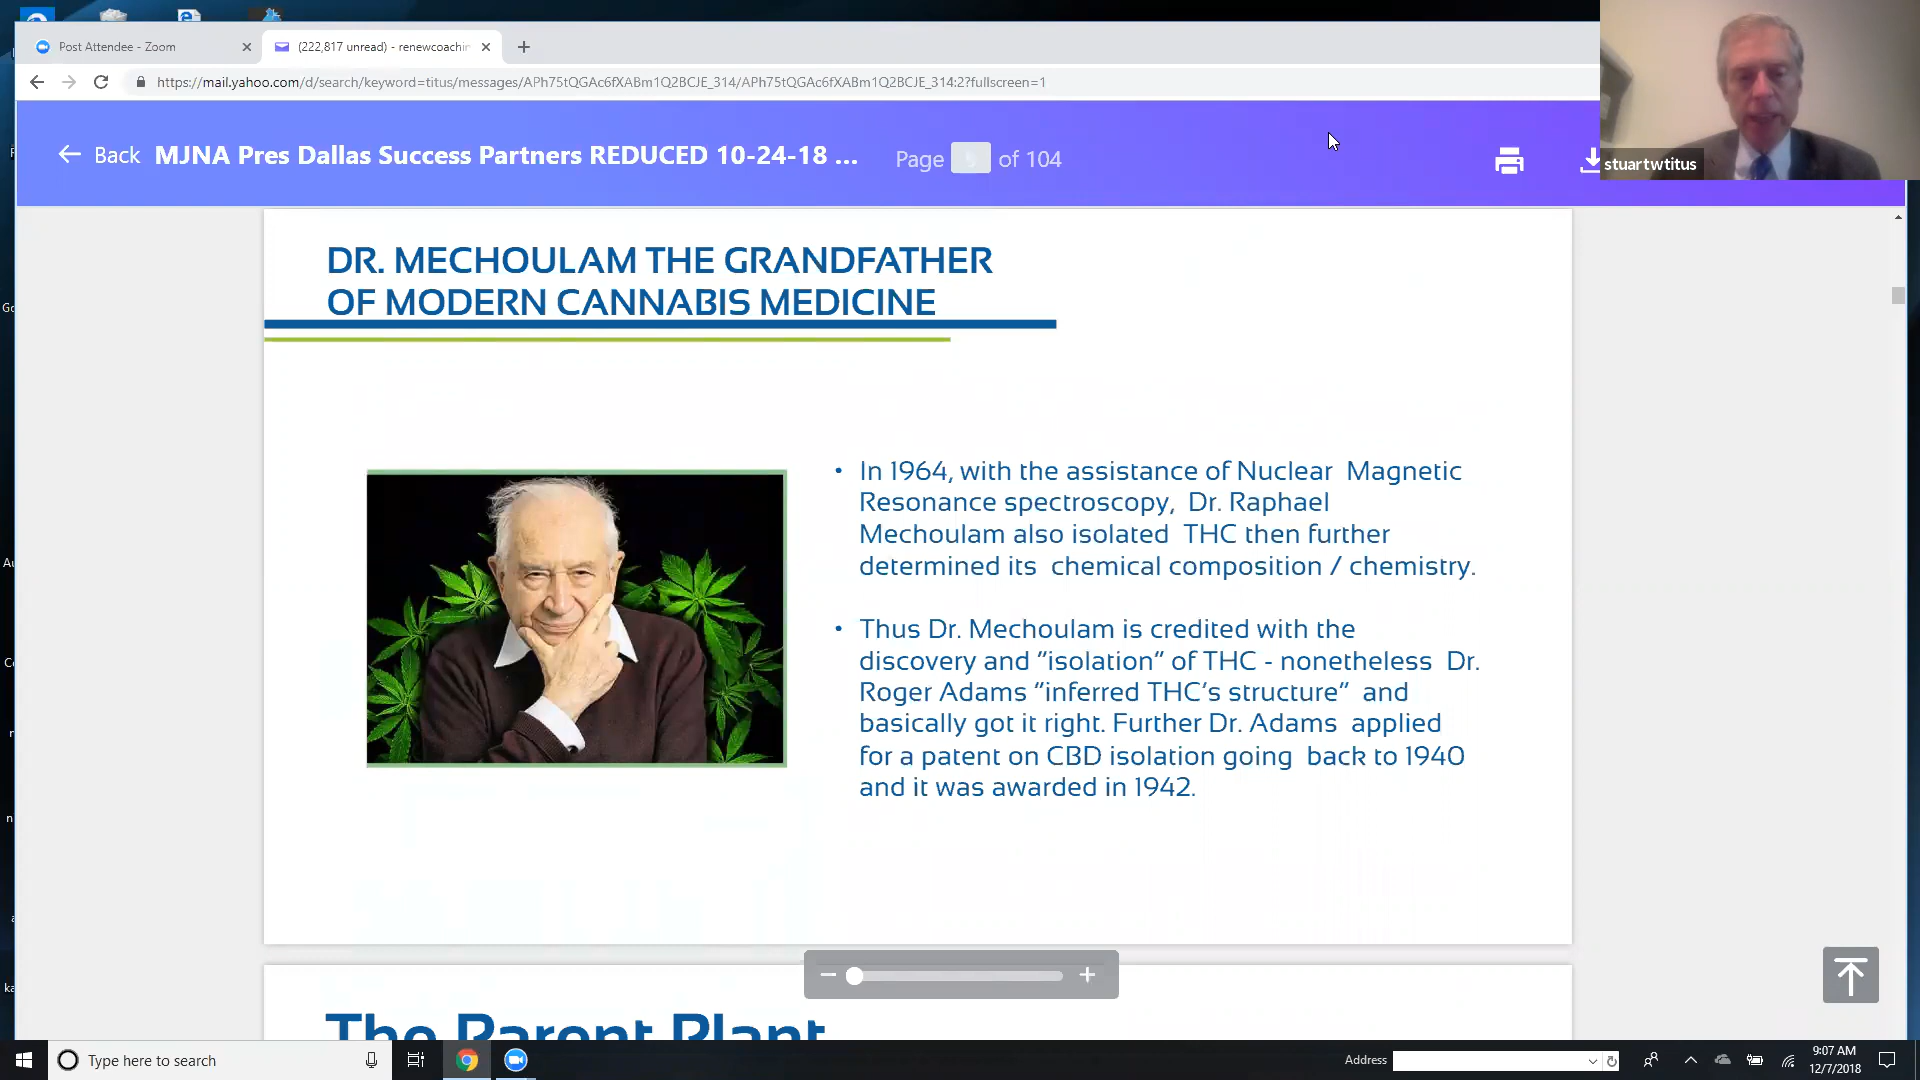 Post Attendee - Zoom
(222,817 unread) - renewcoachin
https://mail.yahoo.com/d/search/keyword=titus/messages/APh75tQGAc6fXABm1Q2BCJE_314/APh75tQGAc6fXABm1Q2BCJE_314:2?fullscreen=1
Back MJNA Pres Dallas Success Partners REDUCED 10-24-18 ... Page of 104
stuartwtitus
DR. MECHOULAM THE GRANDFATHER
OF MODERN CANNABIS MEDICINE
• In 1964, with the assistance of Nuclear Magnetic
Resonance spectroscopy, Dr. Raphael
Mechoulam also isolated THC then further
determined its chemical composition / chemistry.
• Thus Dr. Mechoulam is credited with the
discovery and "isolation" of THC - nonetheless Dr.
Roger Adams "inferred THC's structure" and
basically got it right. Further Dr. Adams applied
for a patent on CBD isolation going back to 1940
and it was awarded in 1942.
The Parent Plant
Type here to search
Address
9:07 AM
12/7/2018